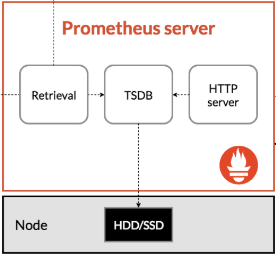 Prometheus server
Retrieval
TSDB
HTTP
server
Node
HDD/SSD